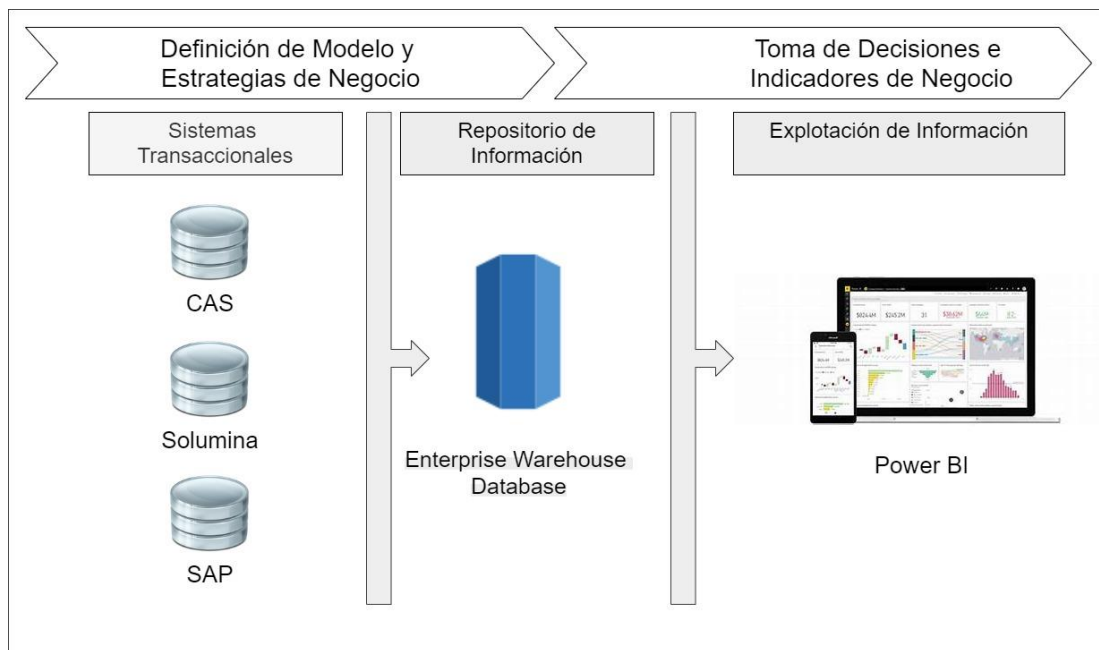 Definición de Modelo y
Estrategias de Negocio
Toma de Decisiones e
Indicadores de Negocio
Sistemas
Transaccionales
Repositorio de
Información
Explotación de Información
CAS
Solumina
SAP
Enterprise Warehouse
Database
Power BI